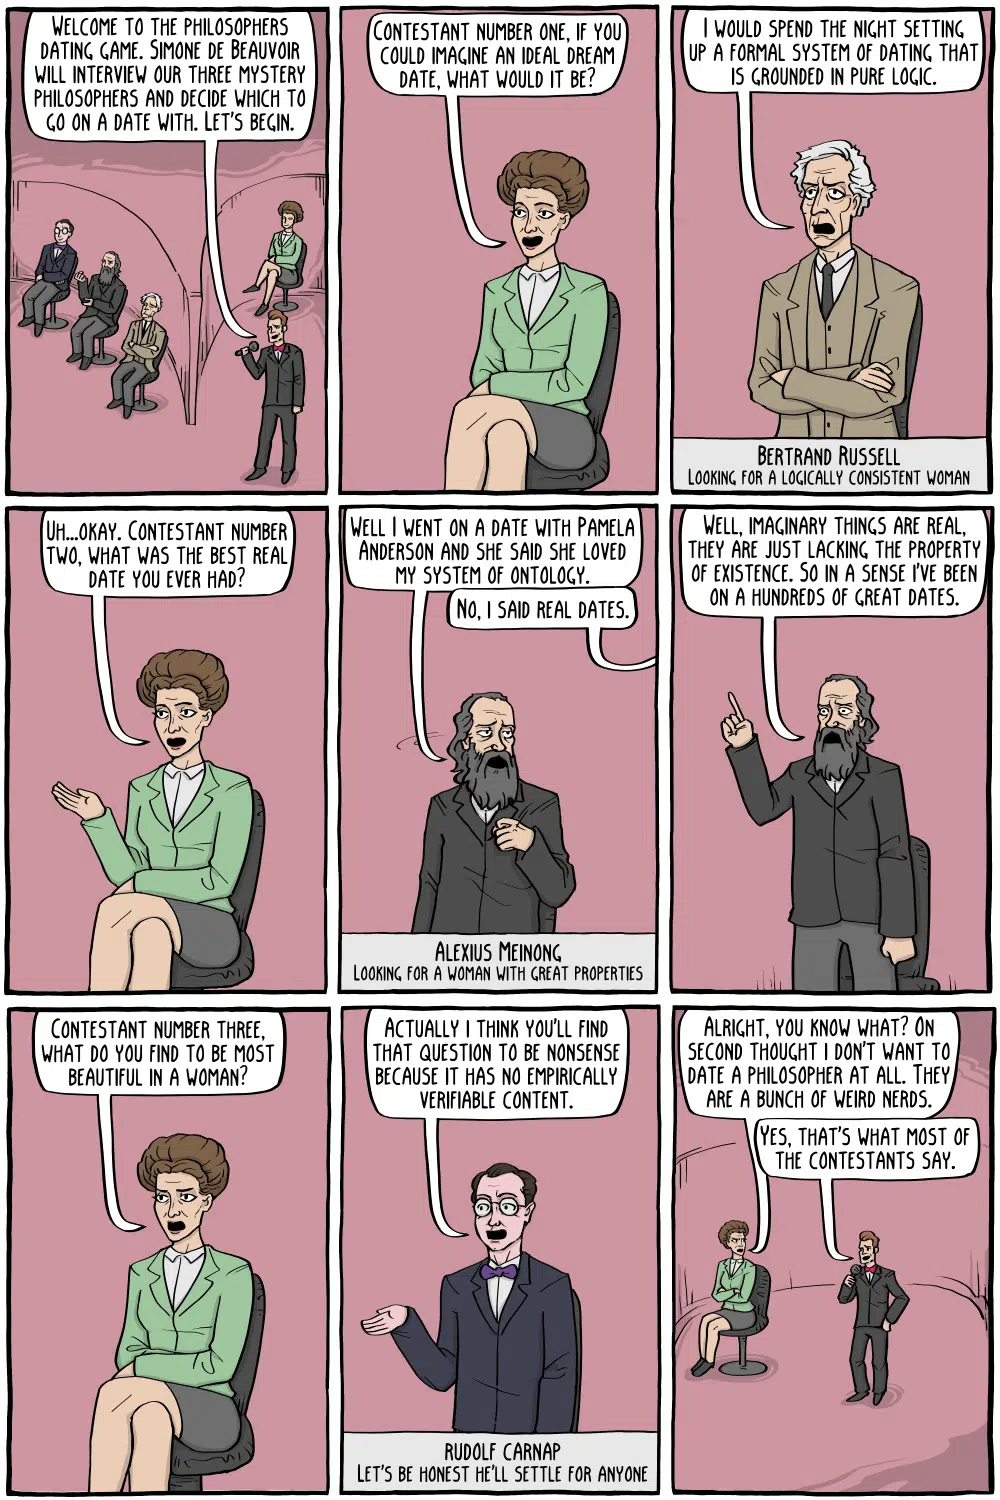 Welcome to the philosophers
dating game. Simone de Beauvoir
will interview our three mystery
philosophers and decide which to
go on a date with. Let's begin.
Contestant number one, if you
could imagine an ideal dream
date, what would it be?
I would spend the night setting
up a formal system of dating that
is grounded in pure logic.
Bertrand Russell
Looking for a logically consistent woman
Uh...okay. Contestant number
two, what was the best real
date you ever had?
Well I went on a date with Pamela
Anderson and she said she loved
my system of ontology.
No, I said real dates.
Alexius Meinong
Looking for a woman with great properties
Well, imaginary things are real,
they are just lacking the property
of existence. So in a sense I've been
on a hundreds of great dates.
Contestant number three,
what do you find to be most
beautiful in a woman?
Actually I think you'll find
that question to be nonsense
because it has no empirically
verifiable content.
Rudolf Carnap
Let's be honest he'll settle for anyone
Alright, you know what? On
second thought I don't want to
date a philosopher at all. They
are a bunch of weird nerds.
Yes, that's what most of
the contestants say.